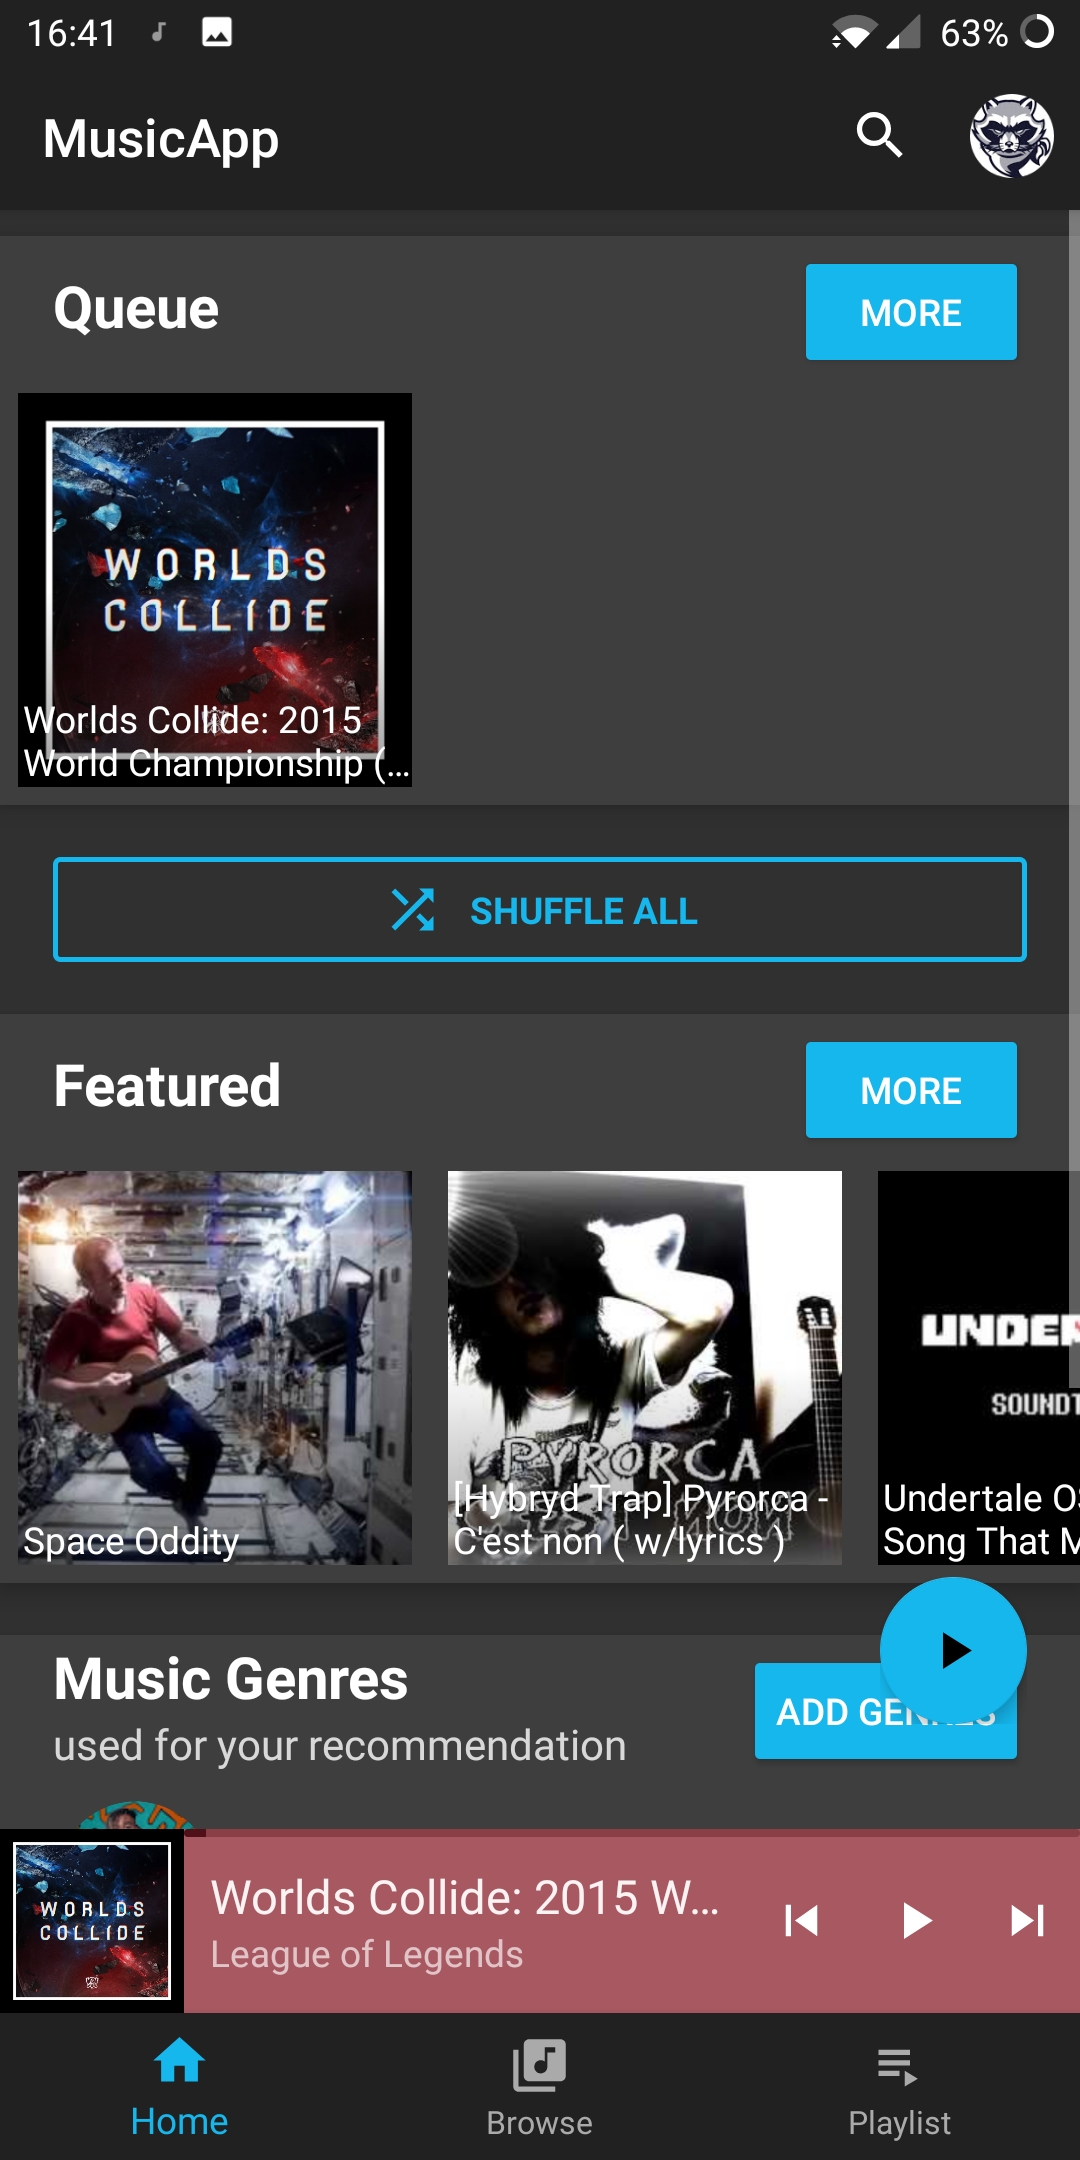 16:41
63%
MusicApp
Queue
MORE
WORLDS
COLLIDE
Worlds Collide: 2015
World Championship (...
SHUFFLE ALL
Featured
MORE
Space Oddity
PYRORCA
[Hybryd Trap] Pyrorca -
C'est non ( w/lyrics )
UNDER
SOUNDT
Undertale OS
Song That M
Music Genres
used for your recommendation
ADD GENRES
WORLDS
COLLIDE
Worlds Collide: 2015 W...
League of Legends
Home
Browse
Playlist